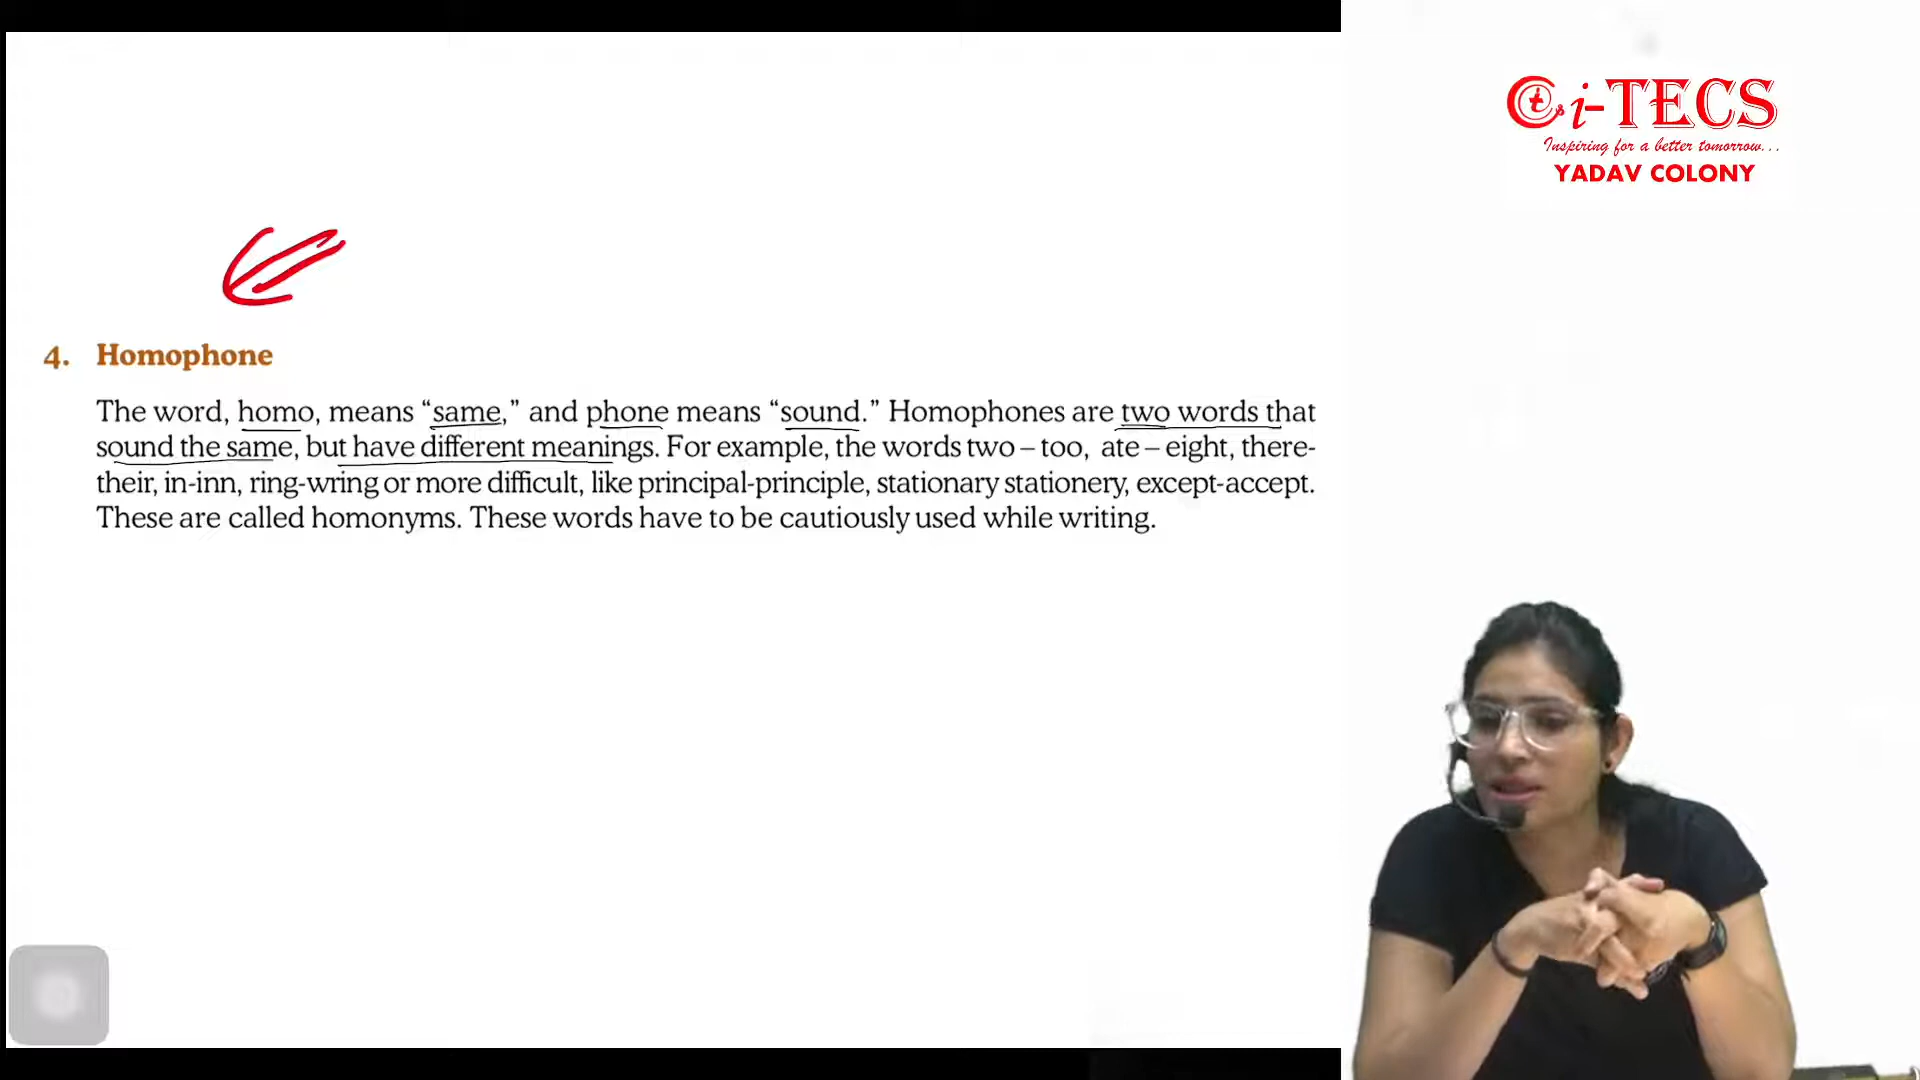 i-TECS
Inspiring for a better tomorrow...
YADAV COLONY
4. Homophone
The word, homo, means “same,” and phone means “sound.” Homophones are two words that
sound the same, but have different meanings. For example, the words two – too, ate – eight, there-
their, in-inn, ring-wring or more difficult, like principal-principle, stationary stationery, except-accept.
These are called homonyms. These words have to be cautiously used while writing.